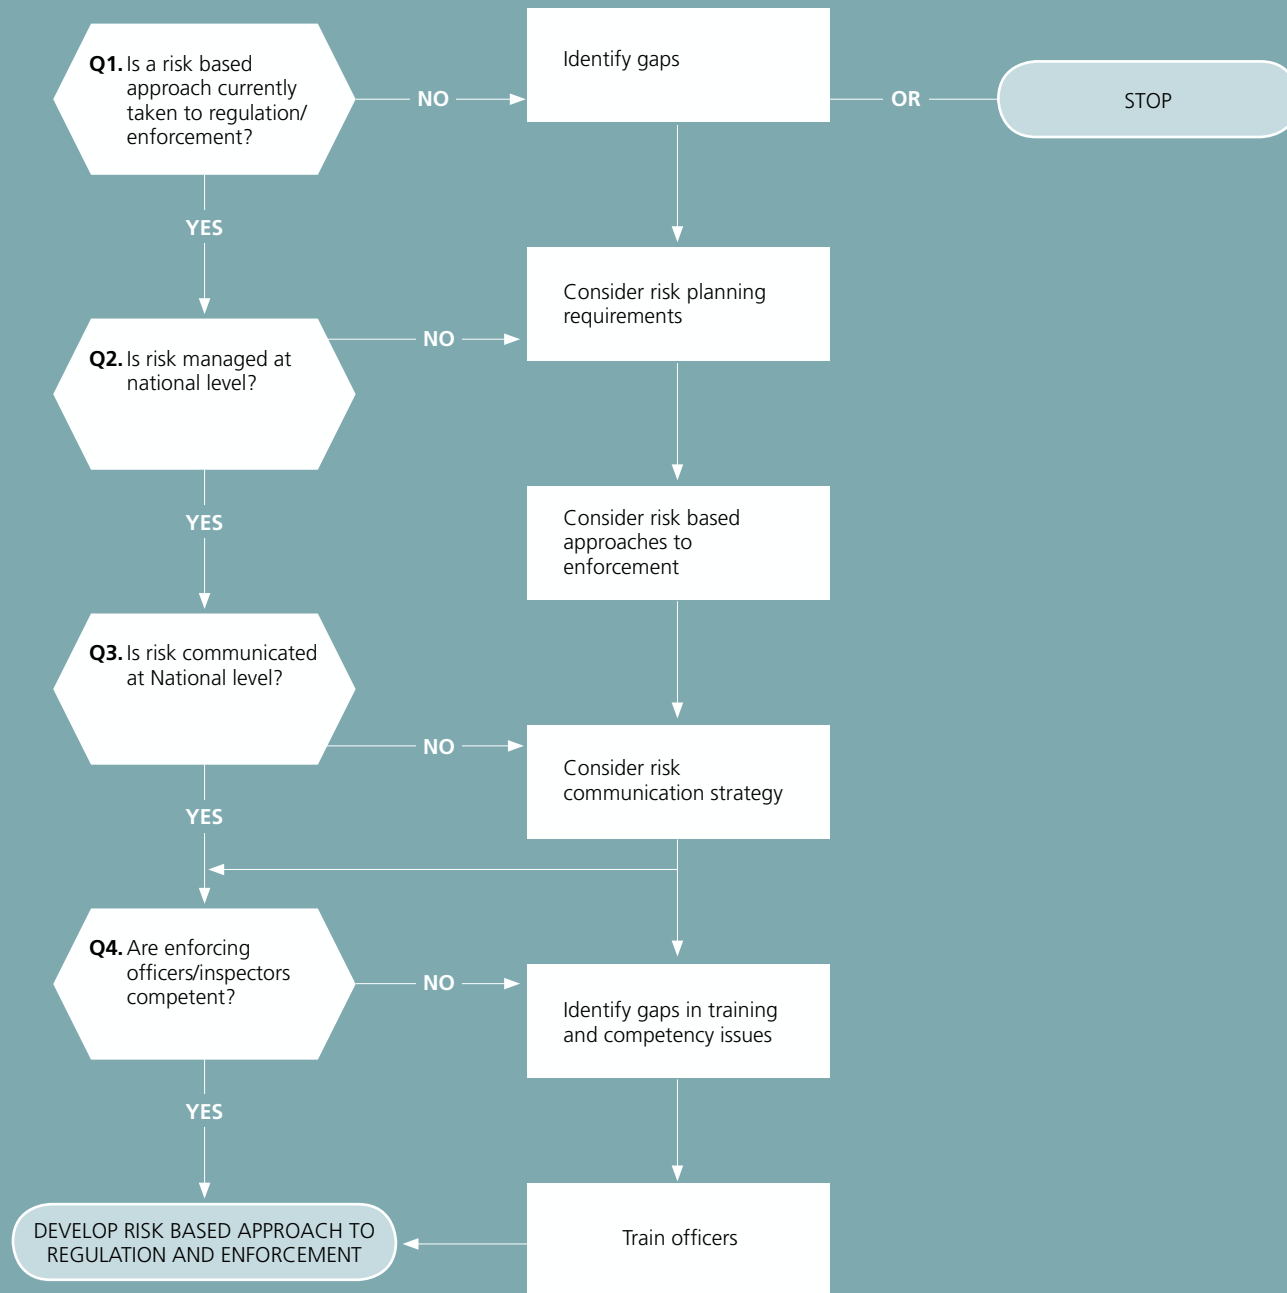 Q1. Is a risk based
approach currently
taken to regulation/
enforcement?
NO
Identify gaps
OR
STOP
YES
Q2. Is risk managed at
national level?
NO
Consider risk planning
requirements
YES
Consider risk based
approaches to
enforcement
Q3. Is risk communicated
at National level?
NO
Consider risk
communication strategy
YES
Q4. Are enforcing
officers/inspectors
competent?
NO
Identify gaps in training
and competency issues
YES
DEVELOP RISK BASED APPROACH TO
REGULATION AND ENFORCEMENT
Train officers